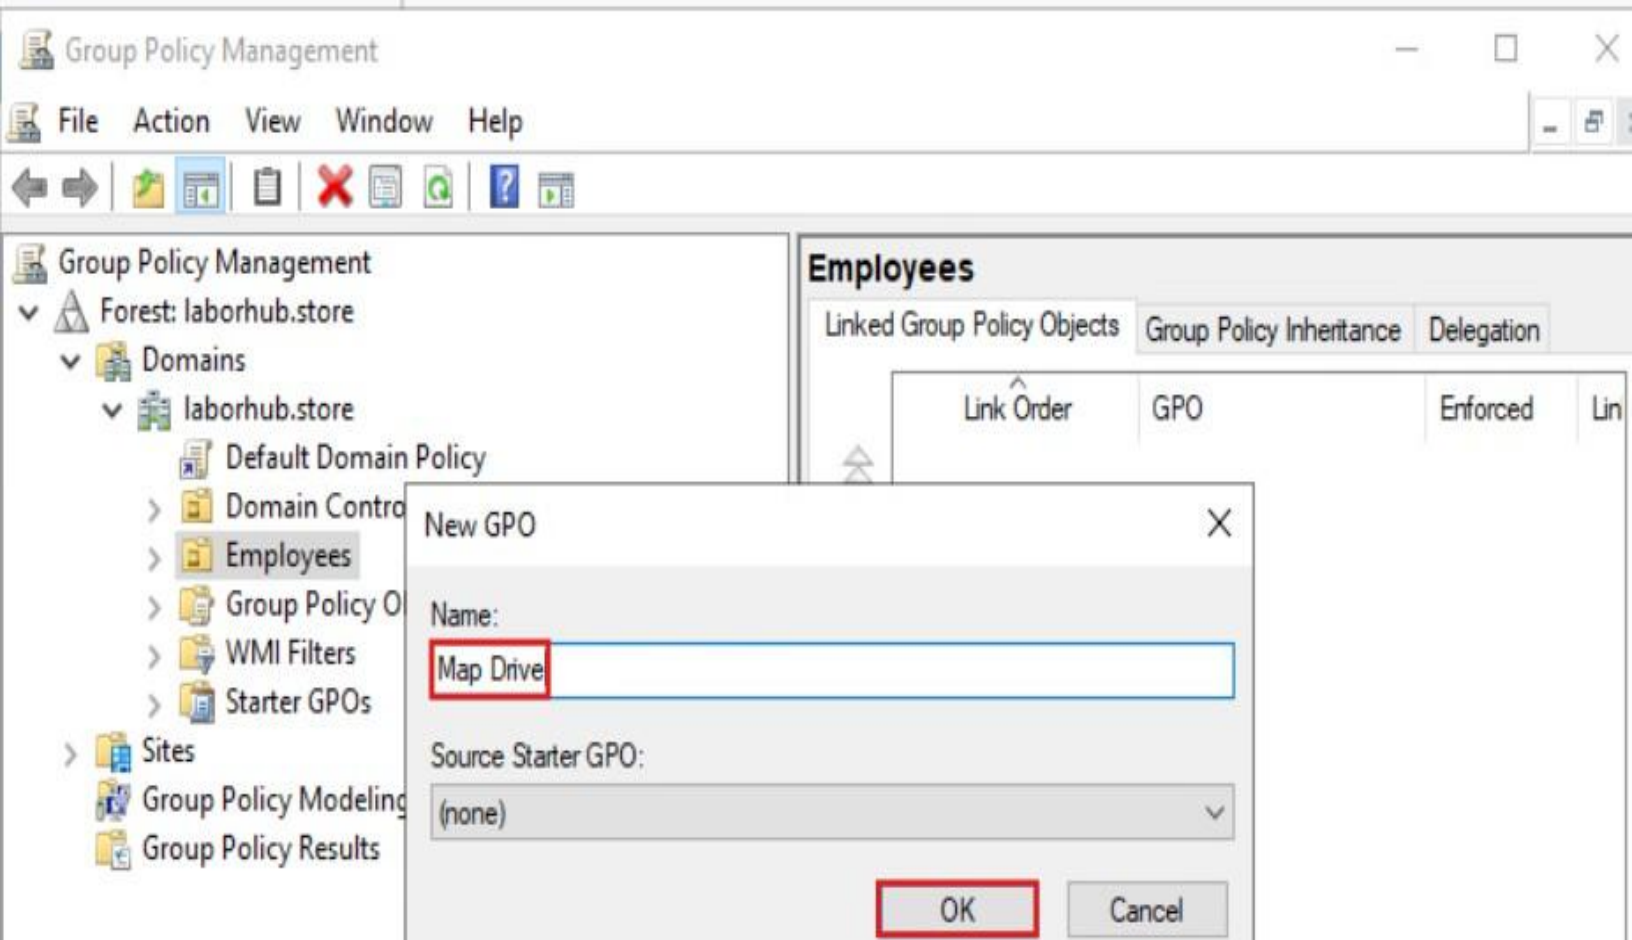 Group Policy Management
File Action View Window Help
Group Policy Management
Forest: laborhub.store
Domains
laborhub.store
Default Domain Policy
Domain Contro
Employees
Group Policy O
WMI Filters
Starter GPOs
Sites
Group Policy Modeling
Group Policy Results
Employees
Linked Group Policy Objects Group Policy Inheritance Delegation
Link Order GPO Enforced Lin
New GPO
Name:
Map Drive
Source Starter GPO:
(none)
OK Cancel